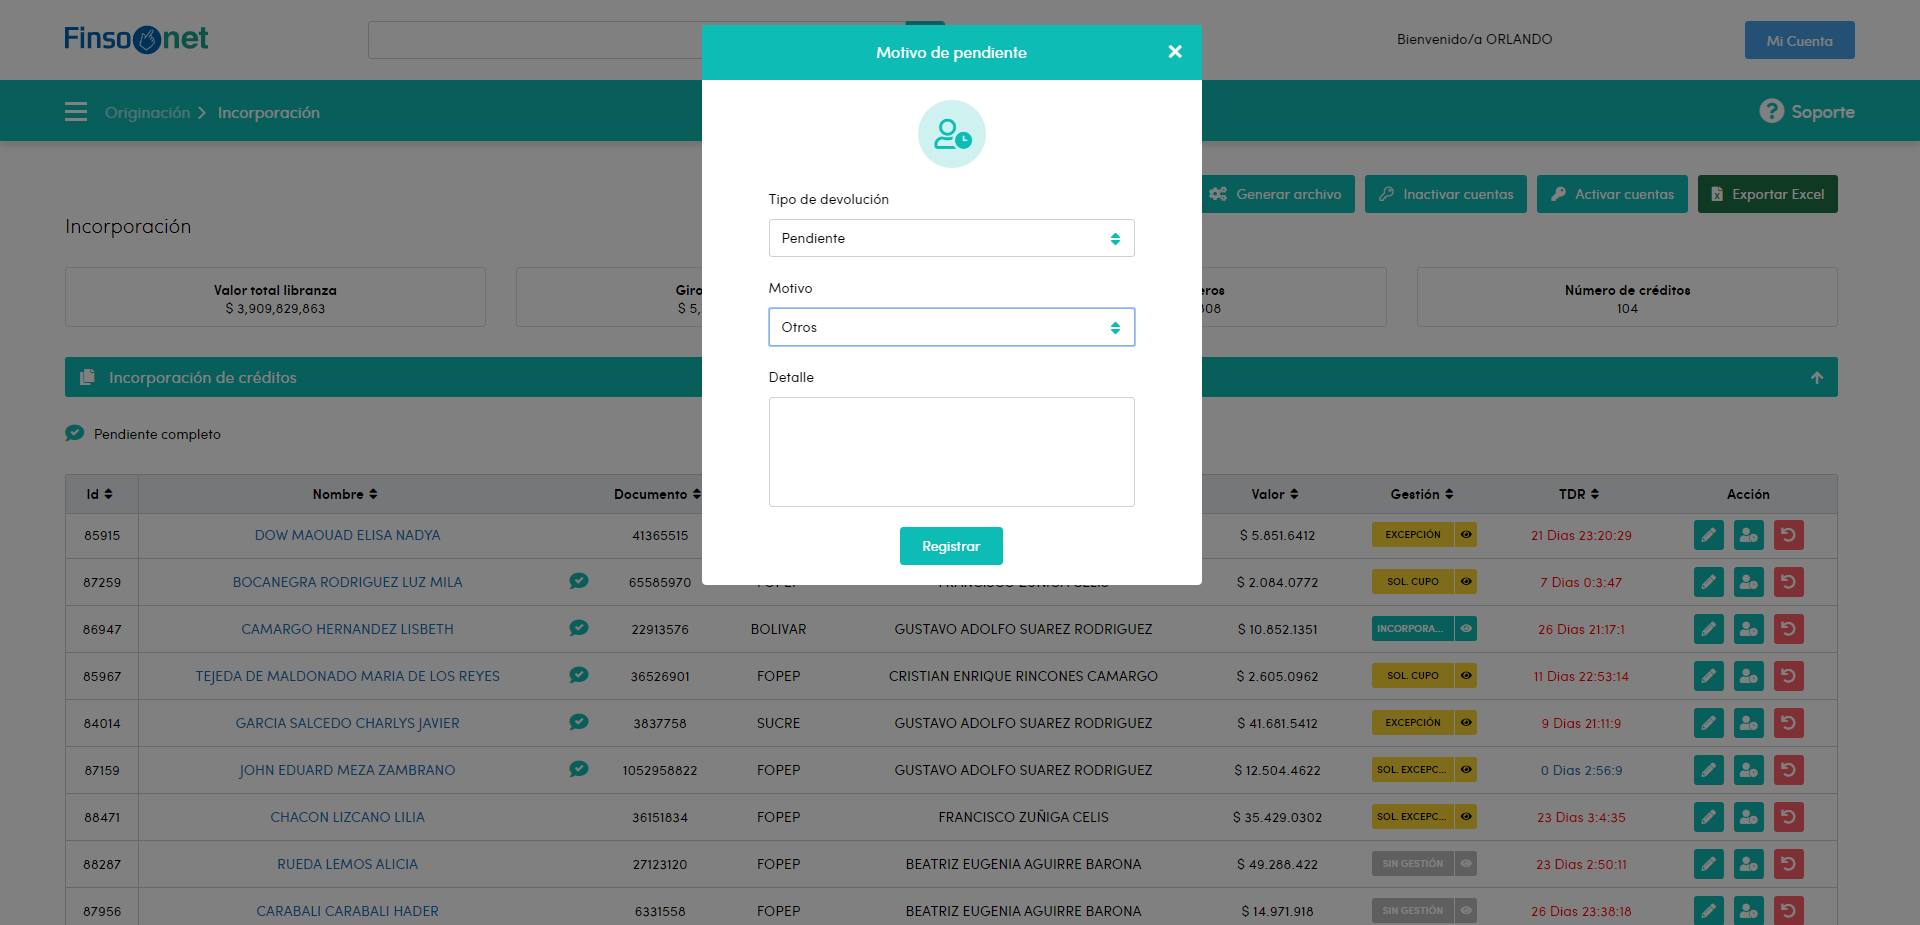 Finsonet
Bienvenido/a ORLANDO
Mi Cuenta
Originación
Incorporación
Soporte
Motivo de pendiente
Tipo de devolución
Pendiente
Motivo
Otros
Detalle
Registrar
Generar archivo
Inactivar cuentas
Activar cuentas
Exportar Excel
Incorporación
Valor total libranza
$ 3,909,829,863
Número de créditos
104
Incorporación de créditos
Pendiente completo
Id Nombre Documento Valor Gestión TDR Acción
85915 DOW MAOUAD ELISA NADYA 41365515 $ 5.851.6412 EXCEPCIÓN 21 Dias 23:20:29
87259 BOCANEGRA RODRIGUEZ LUZ MILA 65585970 FOPEP FRANCISCO ZUÑIGA CELIS $ 2.084.0772 SOL. CUPO 7 Dias 0:3:47
86947 CAMARGO HERNANDEZ LISBETH 22913576 BOLIVAR GUSTAVO ADOLFO SUAREZ RODRIGUEZ $ 10.852.1351 INCORPORA... 26 Dias 21:17:1
85967 TEJEDA DE MALDONADO MARIA DE LOS REYES 36526901 FOPEP CRISTIAN ENRIQUE RINCONES CAMARGO $ 2.605.0962 SOL. CUPO 11 Dias 22:53:14
84014 GARCIA SALCEDO CHARLYS JAVIER 3837758 SUCRE GUSTAVO ADOLFO SUAREZ RODRIGUEZ $ 41.681.5412 EXCEPCIÓN 9 Dias 21:11:9
87159 JOHN EDUARD MEZA ZAMBRANO 1052958822 FOPEP GUSTAVO ADOLFO SUAREZ RODRIGUEZ $ 12.504.4622 SOL. EXCEPC... 0 Dias 2:56:9
88471 CHACON LIZCANO LILIA 36151834 FOPEP FRANCISCO ZUÑIGA CELIS $ 35.429.0302 SOL. EXCEPC... 23 Dias 3:4:35
88287 RUEDA LEMOS ALICIA 27123120 FOPEP BEATRIZ EUGENIA AGUIRRE BARONA $ 49.288.422 SIN GESTIÓN 23 Dias 2:50:11
87956 CARABALI CARABALI HADER 6331558 FOPEP BEATRIZ EUGENIA AGUIRRE BARONA $ 14.971.918 SIN GESTIÓN 26 Dias 23:38:18